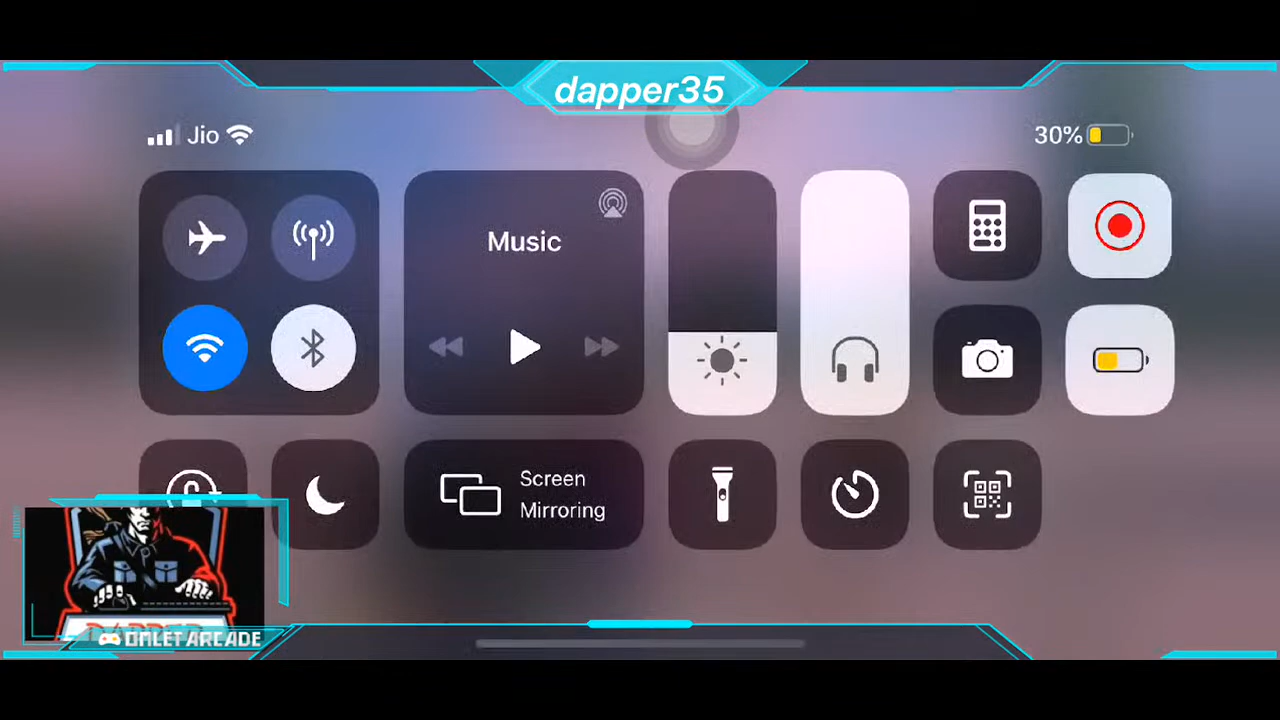 dapper35
Jio
30%
Music
Screen
Mirroring
OMLET ARCADE